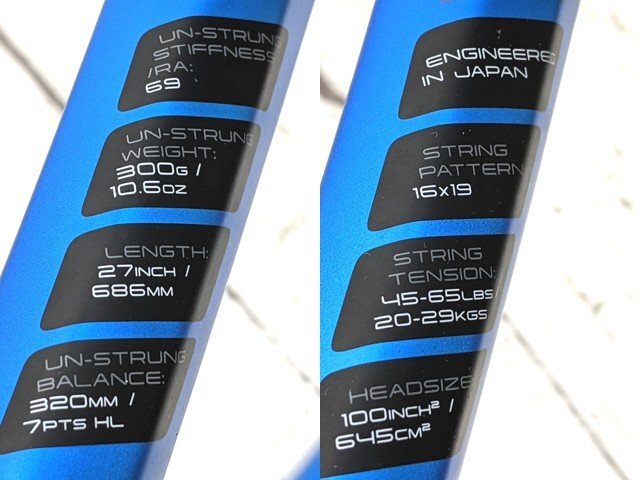 UN-STRUNG
STIFFNESS
/RA:
69
UN-STRUNG
WEIGHT:
300G /
10.6OZ
LENGTH:
27INCH /
686MM
UN-STRUNG
BALANCE:
320MM /
7PTS HL
ENGINEERED
IN JAPAN
STRING
PATTERN
16X19
STRING
TENSION:
45-65LBS/
20-29KGS
HEADSIZE
100INCH² /
645CM²